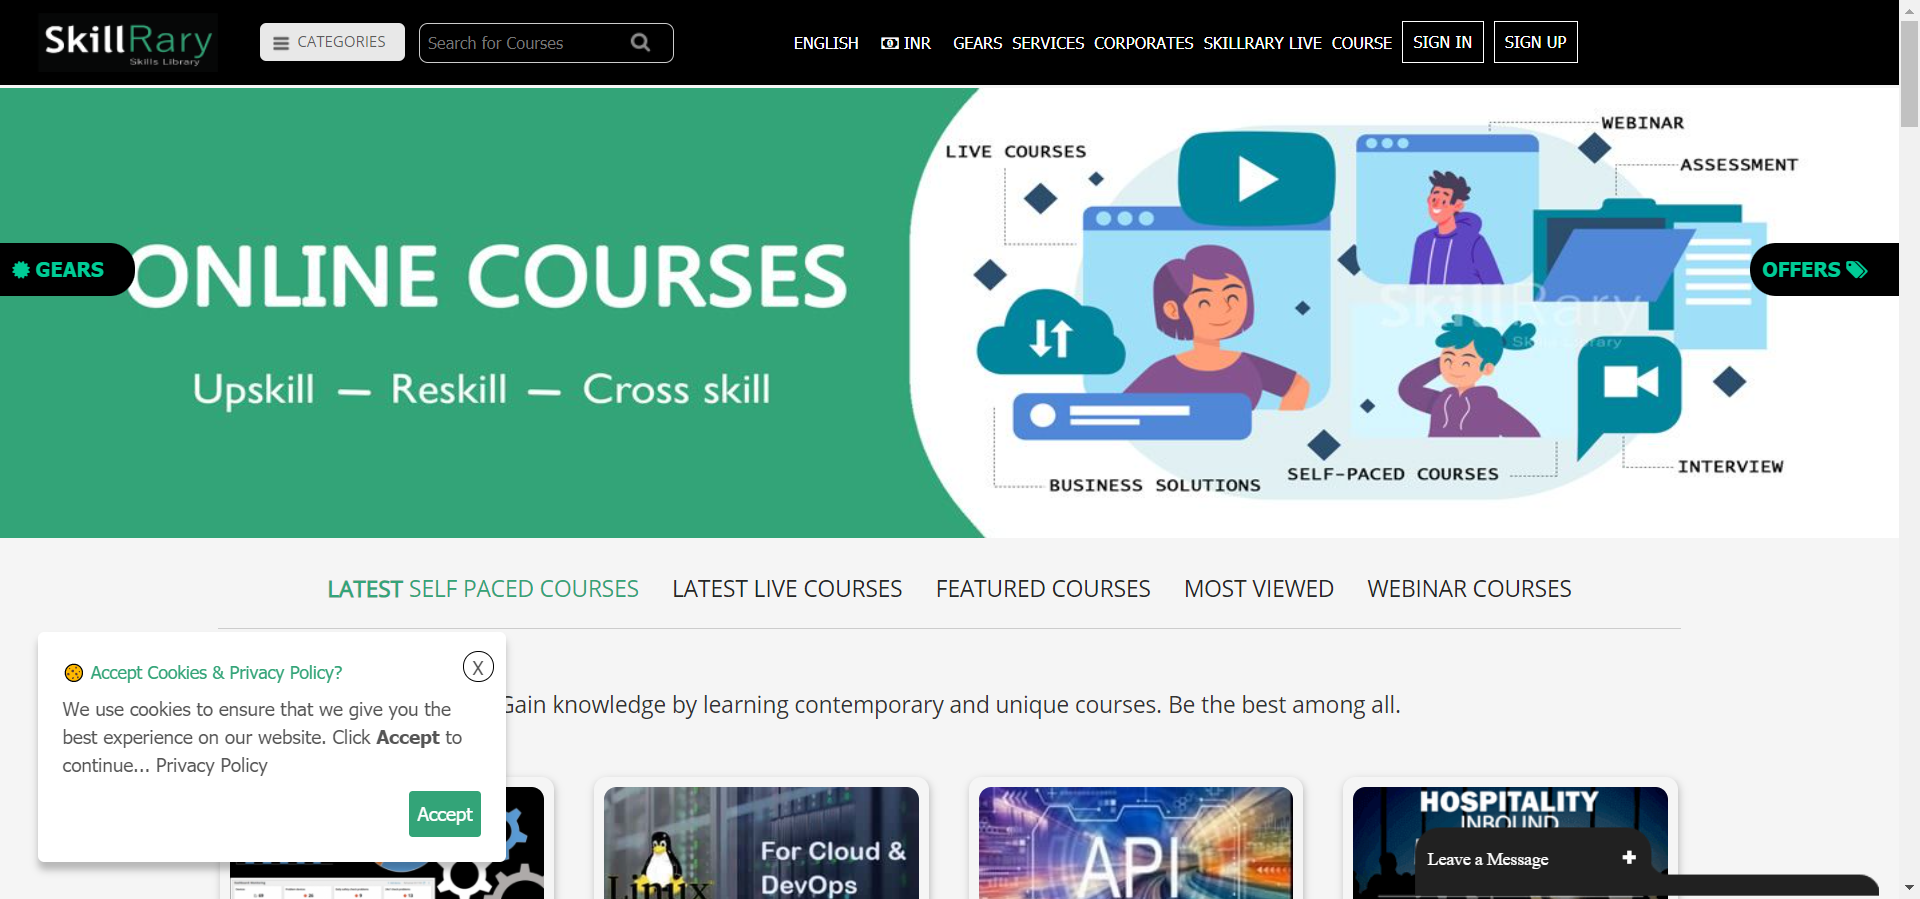 SkillRary
Skills Library
CATEGORIES
Search for Courses
ENGLISH
INR
GEARS
SERVICES
CORPORATES
SKILLRARY LIVE
COURSE
SIGN IN
SIGN UP
WEBINAR
LIVE COURSES
ASSESSMENT
GEARS
ONLINE COURSES
OFFERS
SkillRary
Skills Library
Upskill — Reskill — Cross skill
INTERVIEW
SELF-PACED COURSES
BUSINESS SOLUTIONS
LATEST SELF PACED COURSES
LATEST LIVE COURSES
FEATURED COURSES
MOST VIEWED
WEBINAR COURSES
Accept Cookies & Privacy Policy?
X
We use cookies to ensure that we give you the
best experience on our website. Click Accept to
continue... Privacy Policy
Accept
Gain knowledge by learning contemporary and unique courses. Be the best among all.
For Cloud &
DevOps
Linux
API
HOSPITALITY
INBOUND
Leave a Message